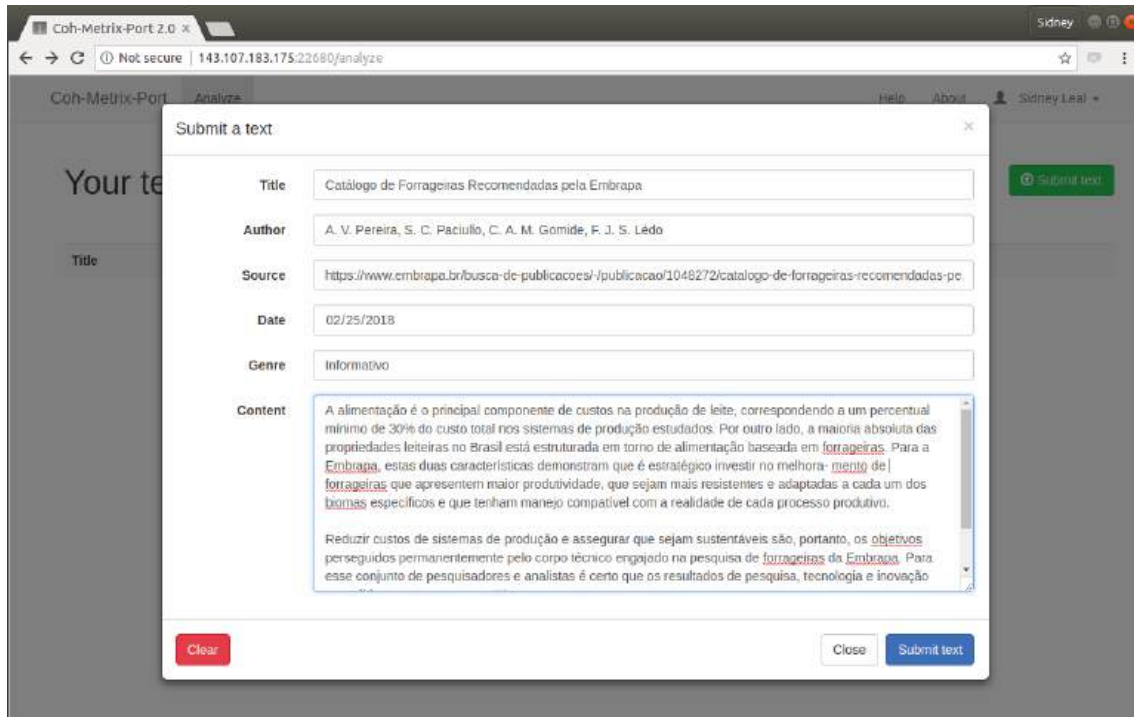 Coh-Metrix-Port 2.0
Sidney
Not secure | 143.107.183.175:22680/analyze
Coh-Metrix-Port Analyze Help About Sidney Leal
Submit a text
Your te
Submit text
Title Catálogo de Forrageiras Recomendadas pela Embrapa
Author A. V. Pereira, S. C. Paciullo, C. A. M. Gomide, F. J. S. Lédo
Title
Source https://www.embrapa.br/busca-de-publicacoes/-/publicacao/1048272/catalogo-de-forrageiras-recomendadas-pe
Date 02/25/2018
Genre Informativo
Content A alimentação é o principal componente de custos na produção de leite, correspondendo a um percentual
mínimo de 30% do custo total nos sistemas de produção estudados. Por outro lado, a maioria absoluta das
propriedades leiteiras no Brasil está estruturada em torno de alimentação baseada em forrageiras. Para a
Embrapa, estas duas características demonstram que é estratégico investir no melhora- mento de
forrageiras que apresentem maior produtividade, que sejam mais resistentes e adaptadas a cada um dos
biomas específicos e que tenham manejo compatível com a realidade de cada processo produtivo.
Reduzir custos de sistemas de produção e assegurar que sejam sustentáveis são, portanto, os objetivos
perseguidos permanentemente pelo corpo técnico engajado na pesquisa de forrageiras da Embrapa. Para
esse conjunto de pesquisadores e analistas é certo que os resultados de pesquisa, tecnologia e inovação
Clear
Close
Submit text